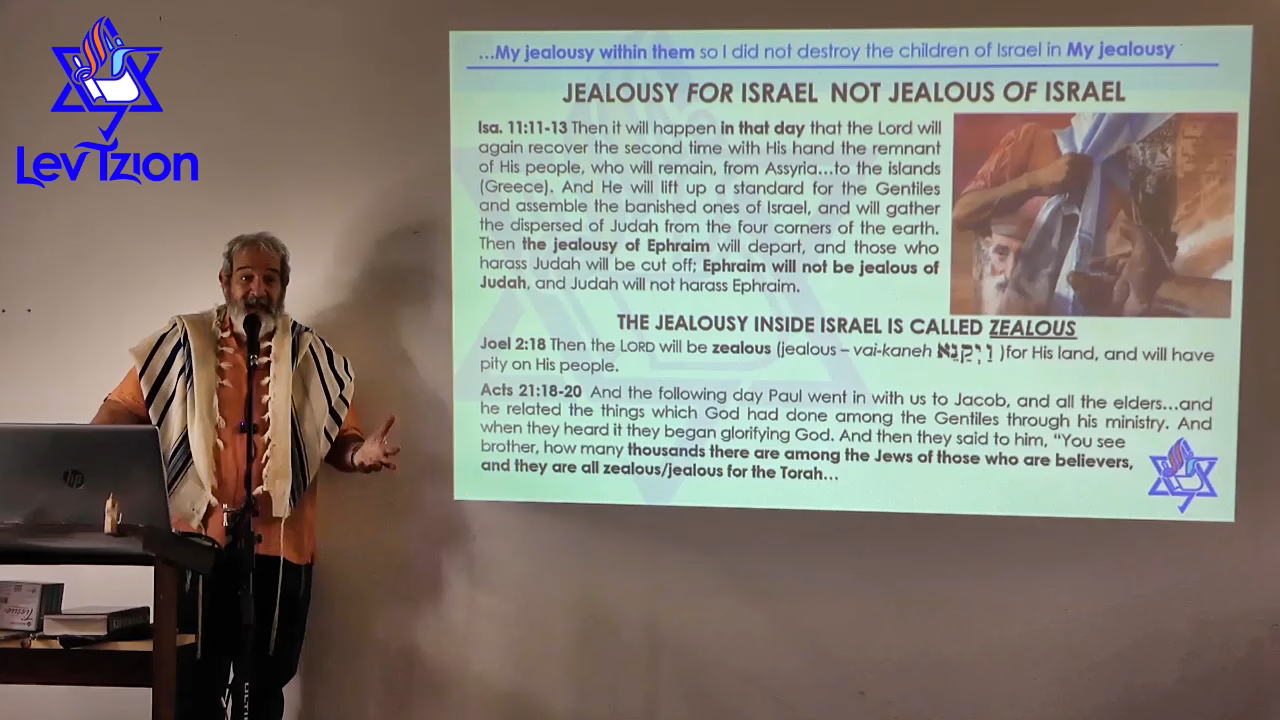 Lev Tzion
…My jealousy within them so I did not destroy the children of Israel in My jealousy
JEALOUSY FOR ISRAEL NOT JEALOUS OF ISRAEL
Isa. 11:11-13 Then it will happen in that day that the Lord will
again recover the second time with His hand the remnant
of His people, who will remain, from Assyria…to the islands
(Greece). And He will lift up a standard for the Gentiles
and assemble the banished ones of Israel, and will gather
the dispersed of Judah from the four corners of the earth.
Then the jealousy of Ephraim will depart, and those who
harass Judah will be cut off; Ephraim will not be jealous of
Judah, and Judah will not harass Ephraim.
THE JEALOUSY INSIDE ISRAEL IS CALLED ZEALOUS
Joel 2:18 Then the LORD will be zealous (jealous – vai-kaneh וַיְקַנֵּא )for His land, and will have
pity on His people.
Acts 21:18-20 And the following day Paul went in with us to Jacob, and all the elders…and
he related the things which God had done among the Gentiles through his ministry. And
when they heard it they began glorifying God. And then they said to him, “You see
brother, how many thousands there are among the Jews of those who are believers,
and they are all zealous/jealous for the Torah…
hp
Tissue